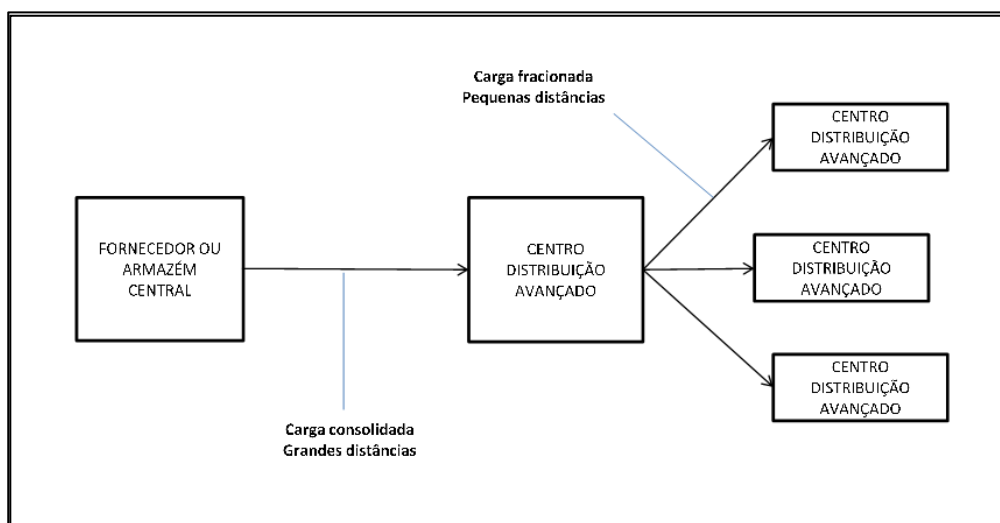 Carga fracionada
Pequenas distâncias
CENTRO
DISTRIBUIÇÃO
AVANÇADO
FORNECEDOR OU
ARMAZÉM
CENTRAL
CENTRO
DISTRIBUIÇÃO
AVANÇADO
CENTRO
DISTRIBUIÇÃO
AVANÇADO
CENTRO
DISTRIBUIÇÃO
AVANÇADO
Carga consolidada
Grandes distâncias